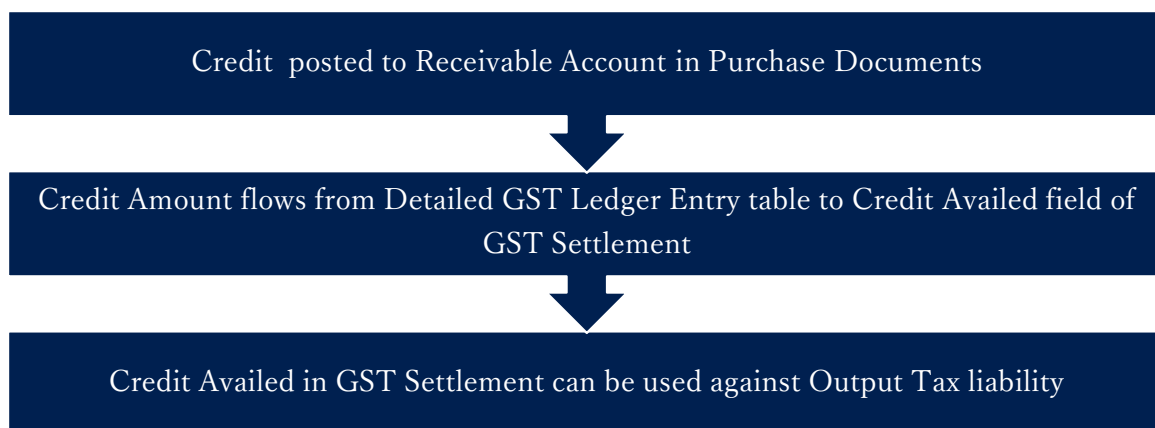 Credit  posted to Receivable Account in Purchase Documents
Credit Amount flows from Detailed GST Ledger Entry table to Credit Availed field of
GST Settlement
Credit Availed in GST Settlement can be used against Output Tax liability